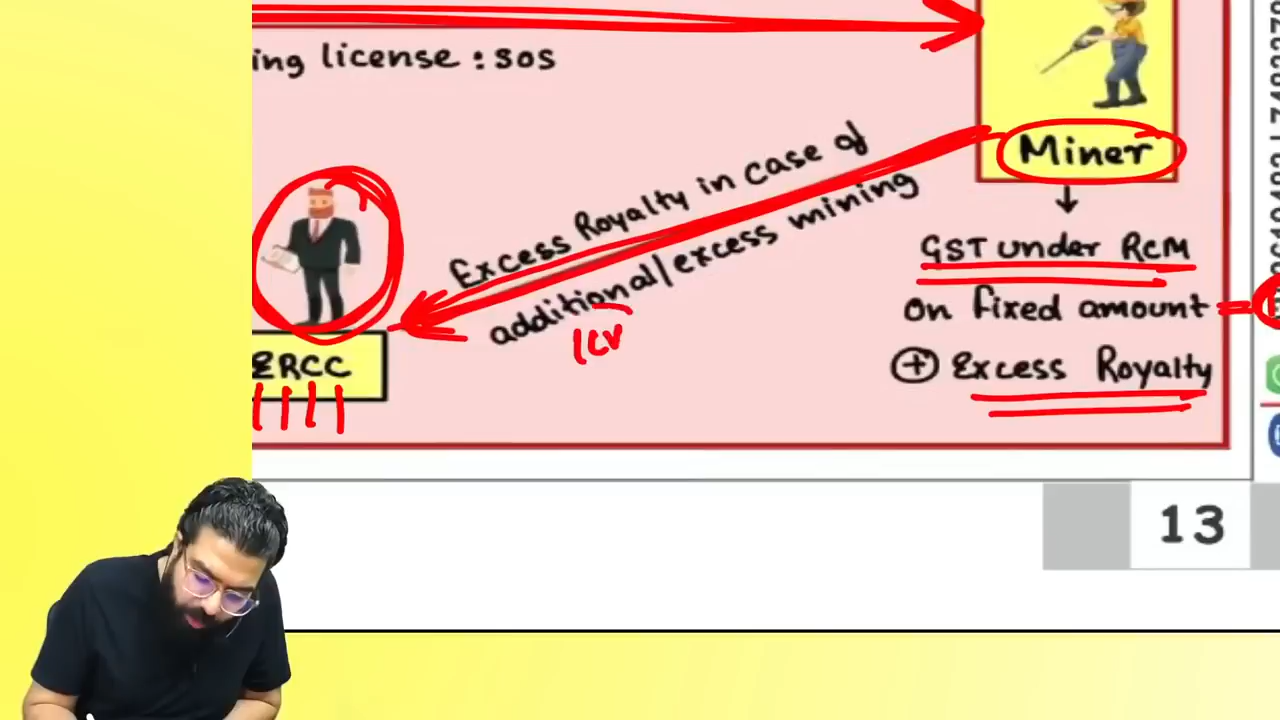 ing license : SOS
Miner
Excess Royalty in case of
additional/excess mining
1cr
GST under RCM
on fixed amount =
+ Excess Royalty
ERCC
13